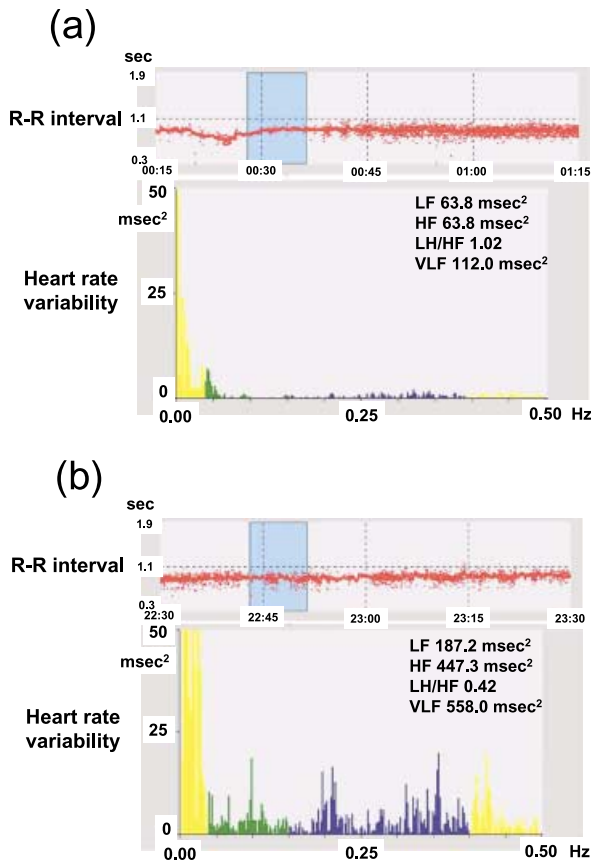 (a)
sec
1.9
R-R interval
1.1
0.3
00:15 00:30 00:45 01:00 01:15
50
msec²
LF 63.8 msec²
HF 63.8 msec²
LH/HF 1.02
VLF 112.0 msec²
Heart rate
variability
25
0
0.00 0.25 0.50 Hz
(b)
sec
1.9
R-R interval
1.1
0.3
22:30 22:45 23:00 23:15 23:30
50
msec²
LF 187.2 msec²
HF 447.3 msec²
LH/HF 0.42
VLF 558.0 msec²
Heart rate
variability
25
0
0.00 0.25 0.50 Hz